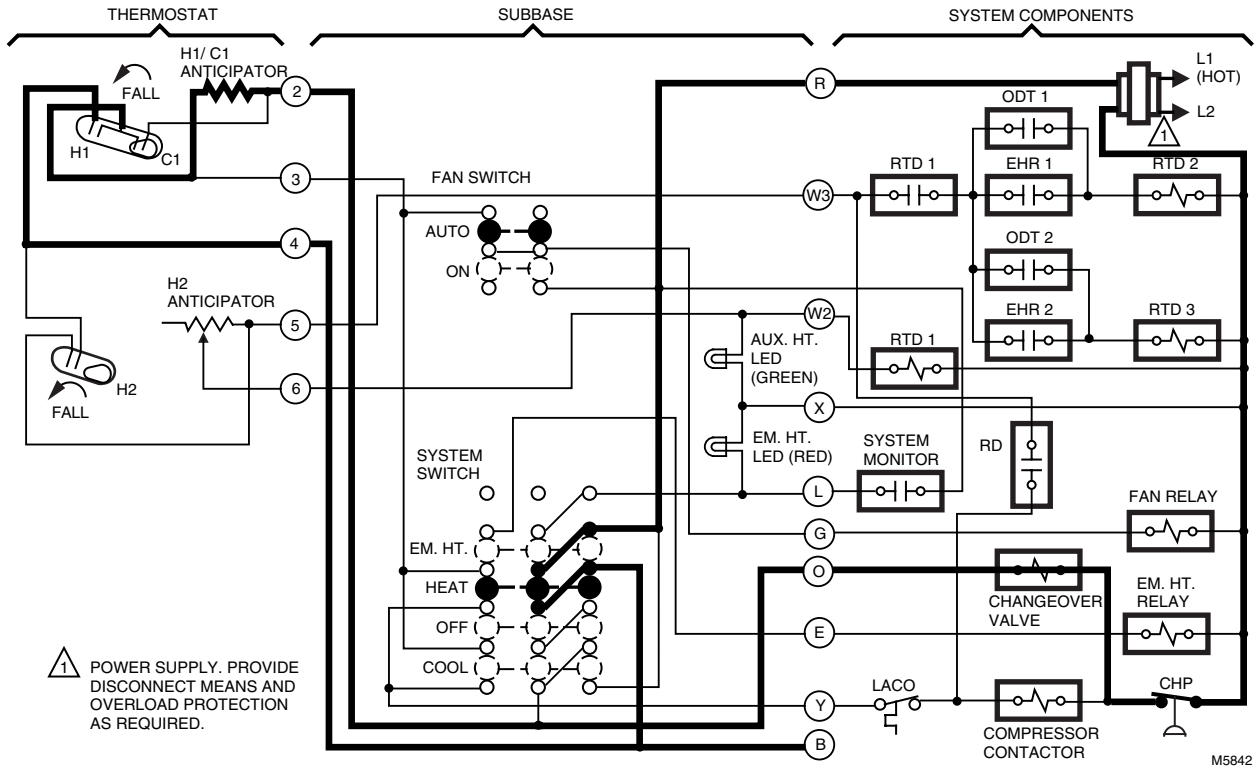 THERMOSTAT
SUBBASE
SYSTEM COMPONENTS
H1/ C1
ANTICIPATOR
FALL
2
H1
C1
3
4
H2
ANTICIPATOR
5
H2
FALL
6
FAN SWITCH
AUTO
ON
AUX. HT.
LED
(GREEN)
EM. HT.
LED (RED)
SYSTEM
SWITCH
EM. HT.
HEAT
OFF
COOL
R
W3
W2
X
L
G
O
E
Y
B
L1
(HOT)
L2
1
ODT 1
RTD 1
EHR 1
RTD 2
ODT 2
EHR 2
RTD 3
RTD 1
SYSTEM
MONITOR
RD
FAN RELAY
CHANGEOVER
VALVE
EM. HT.
RELAY
LACO
CHP
COMPRESSOR
CONTACTOR
1
POWER SUPPLY. PROVIDE
DISCONNECT MEANS AND
OVERLOAD PROTECTION
AS REQUIRED.
M5842